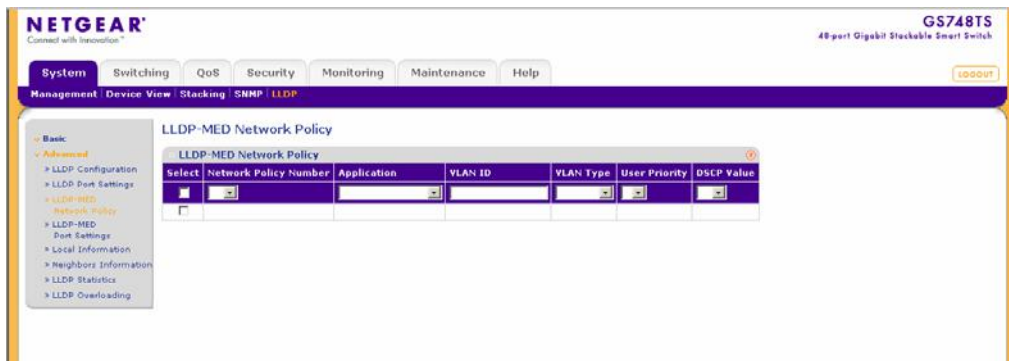 NETGEAR®
Connect with Innovation™
GS748TS
48-port Gigabit Stackable Smart Switch
System Switching QoS Security Monitoring Maintenance Help
LOGOUT
Management Device View Stacking SNMP LLDP
Basic
Advanced
» LLDP Configuration
» LLDP Port Settings
» LLDP-MED
Network Policy
» LLDP-MED
Port Settings
» Local Information
» Neighbors Information
» LLDP Statistics
» LLDP Overloading
LLDP-MED Network Policy
LLDP-MED Network Policy
Select Network Policy Number Application VLAN ID VLAN Type User Priority DSCP Value